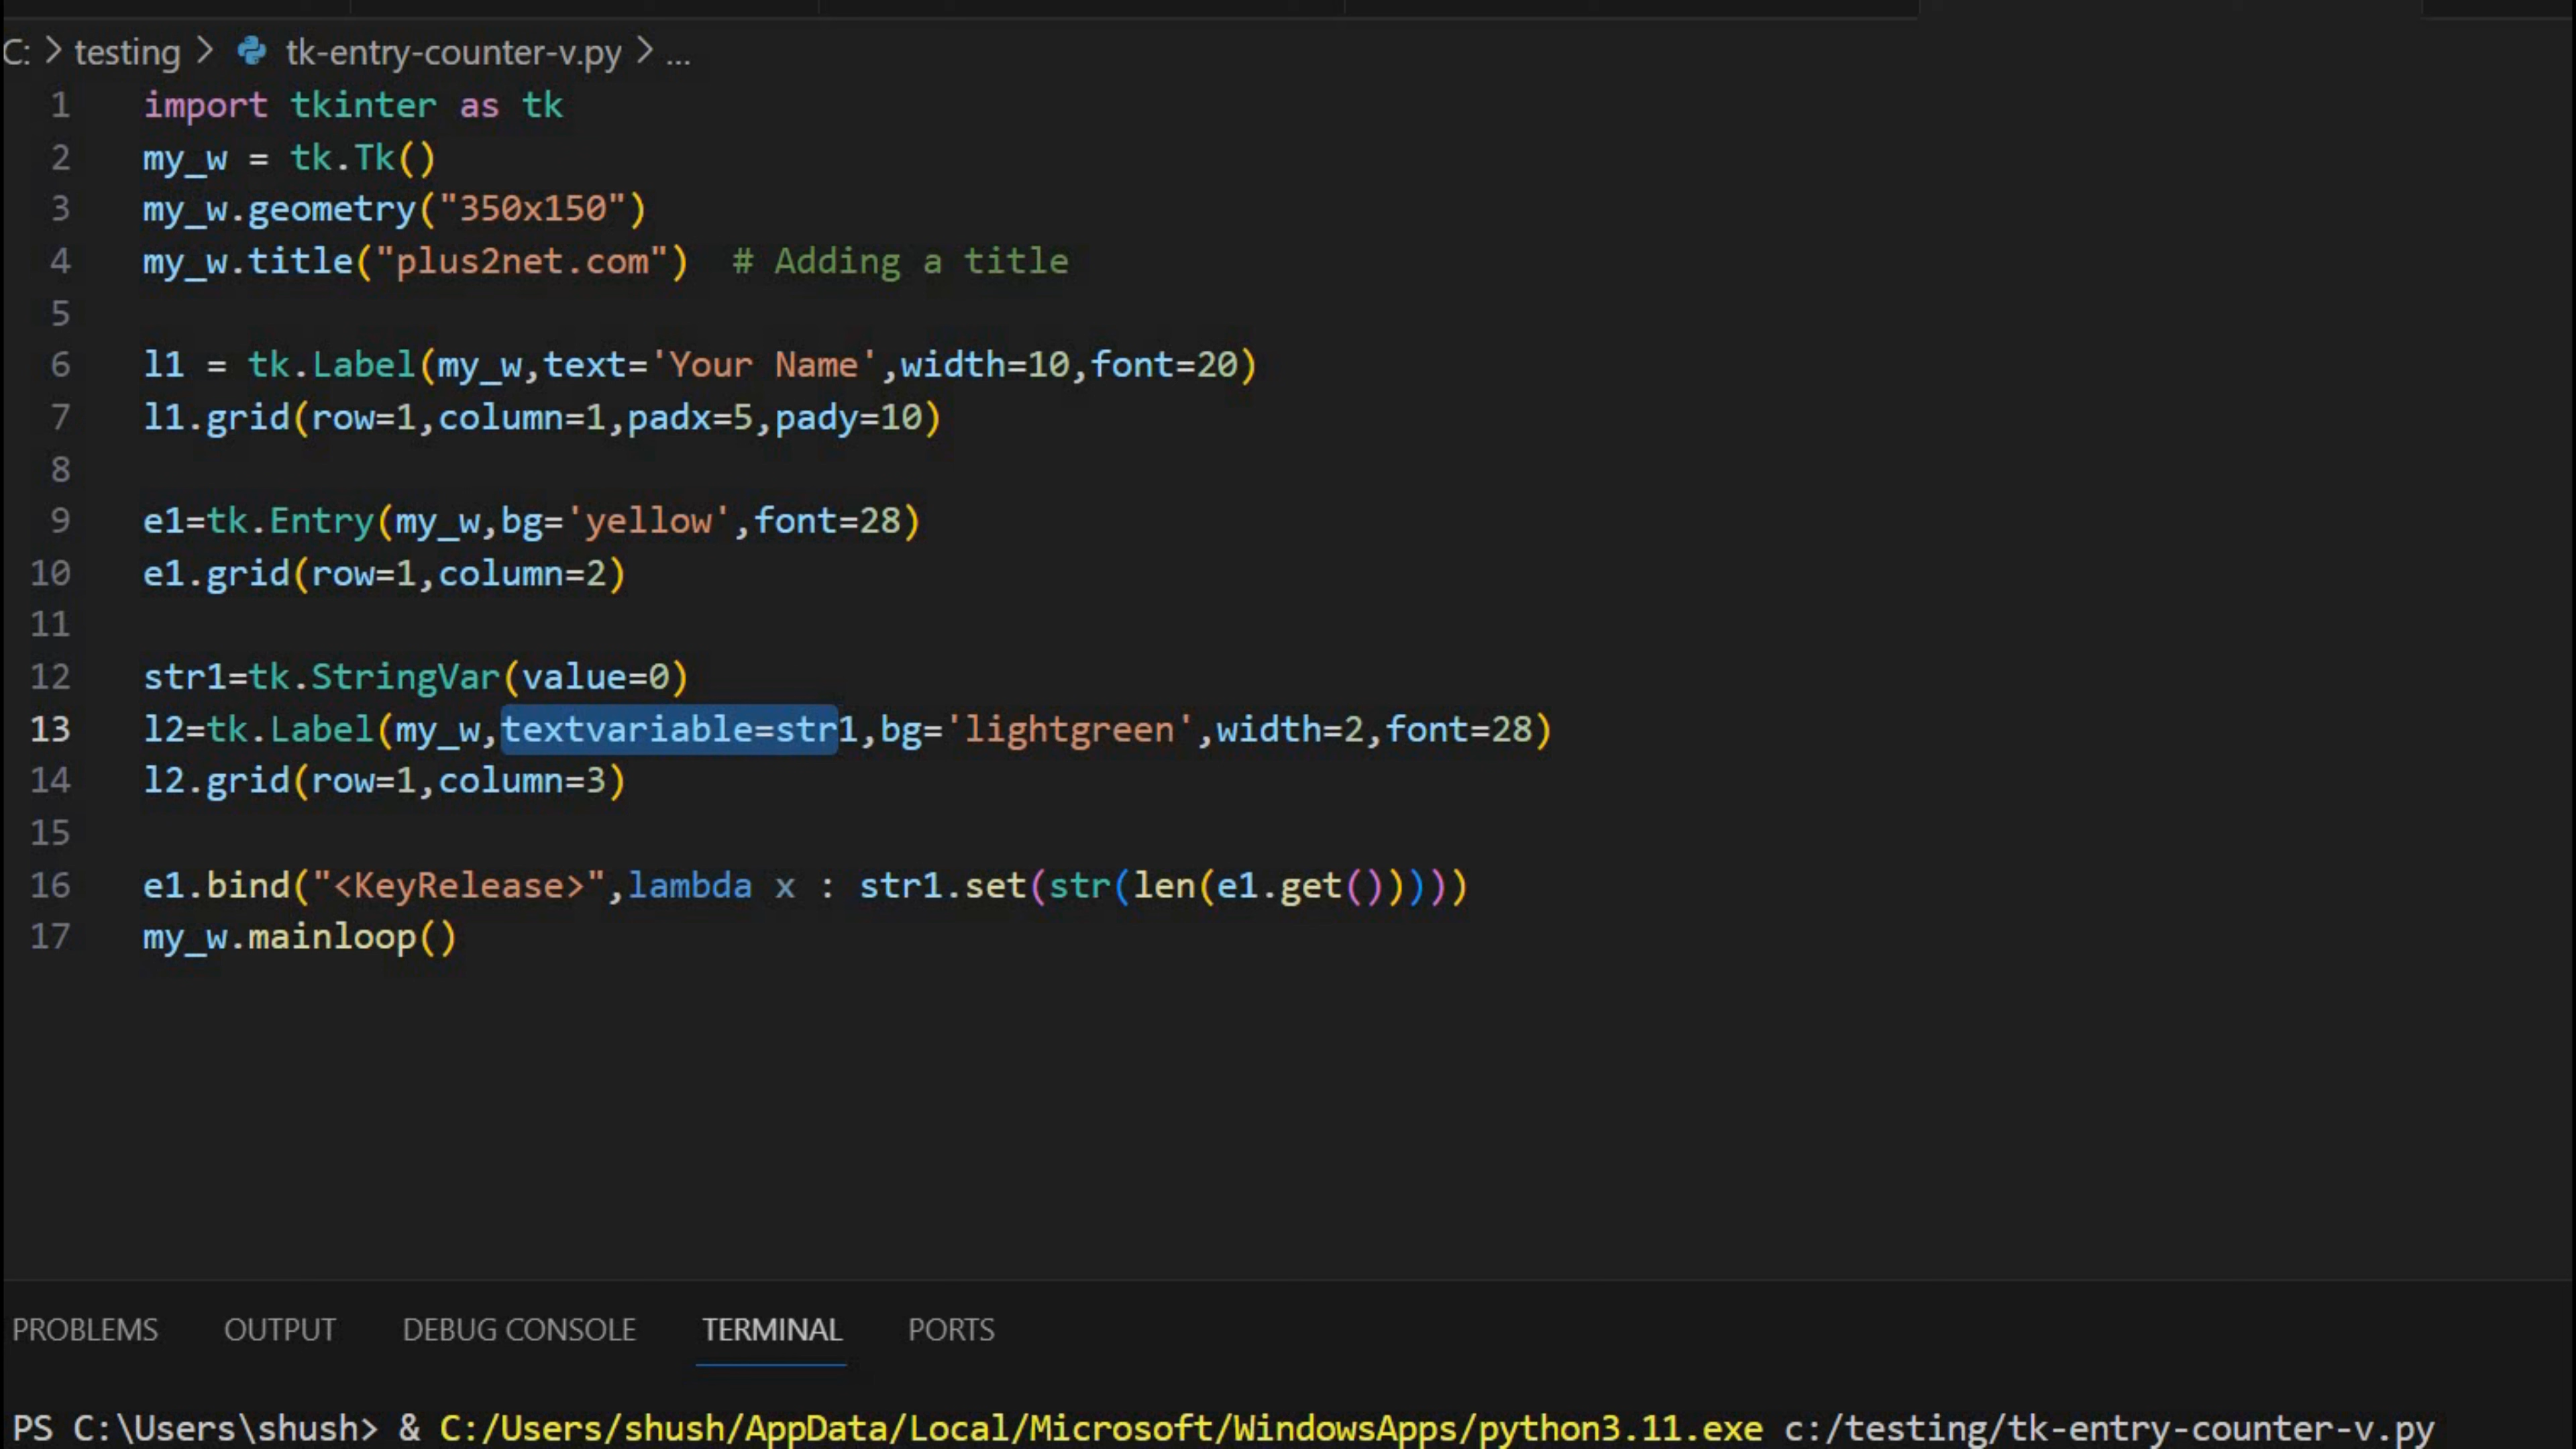 C: > testing > tk-entry-counter-v.py > ...
1 import tkinter as tk
2 my_w = tk.Tk()
3 my_w.geometry("350x150")
4 my_w.title("plus2net.com")  # Adding a title
5
6 l1 = tk.Label(my_w,text='Your Name',width=10,font=20)
7 l1.grid(row=1,column=1,padx=5,pady=10)
8
9 e1=tk.Entry(my_w,bg='yellow',font=28)
10 e1.grid(row=1,column=2)
11
12 str1=tk.StringVar(value=0)
13 l2=tk.Label(my_w,textvariable=str1,bg='lightgreen',width=2,font=28)
14 l2.grid(row=1,column=3)
15
16 e1.bind("<KeyRelease>",lambda x : str1.set(str(len(e1.get()))))
17 my_w.mainloop()
PROBLEMS OUTPUT DEBUG CONSOLE TERMINAL PORTS
PS C:\Users\shush> & C:/Users/shush/AppData/Local/Microsoft/WindowsApps/python3.11.exe c:/testing/tk-entry-counter-v.py